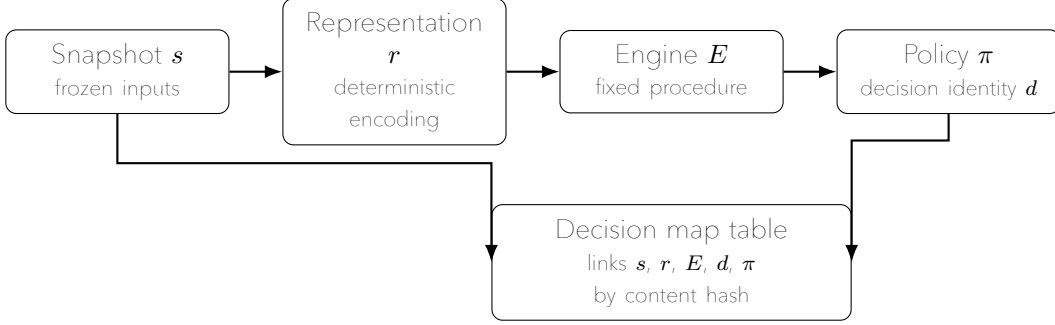 Snapshot s
frozen inputs
Representation
r
deterministic
encoding
Engine E
fixed procedure
Policy π
decision identity d
Decision map table
links s, r, E, d, π
by content hash